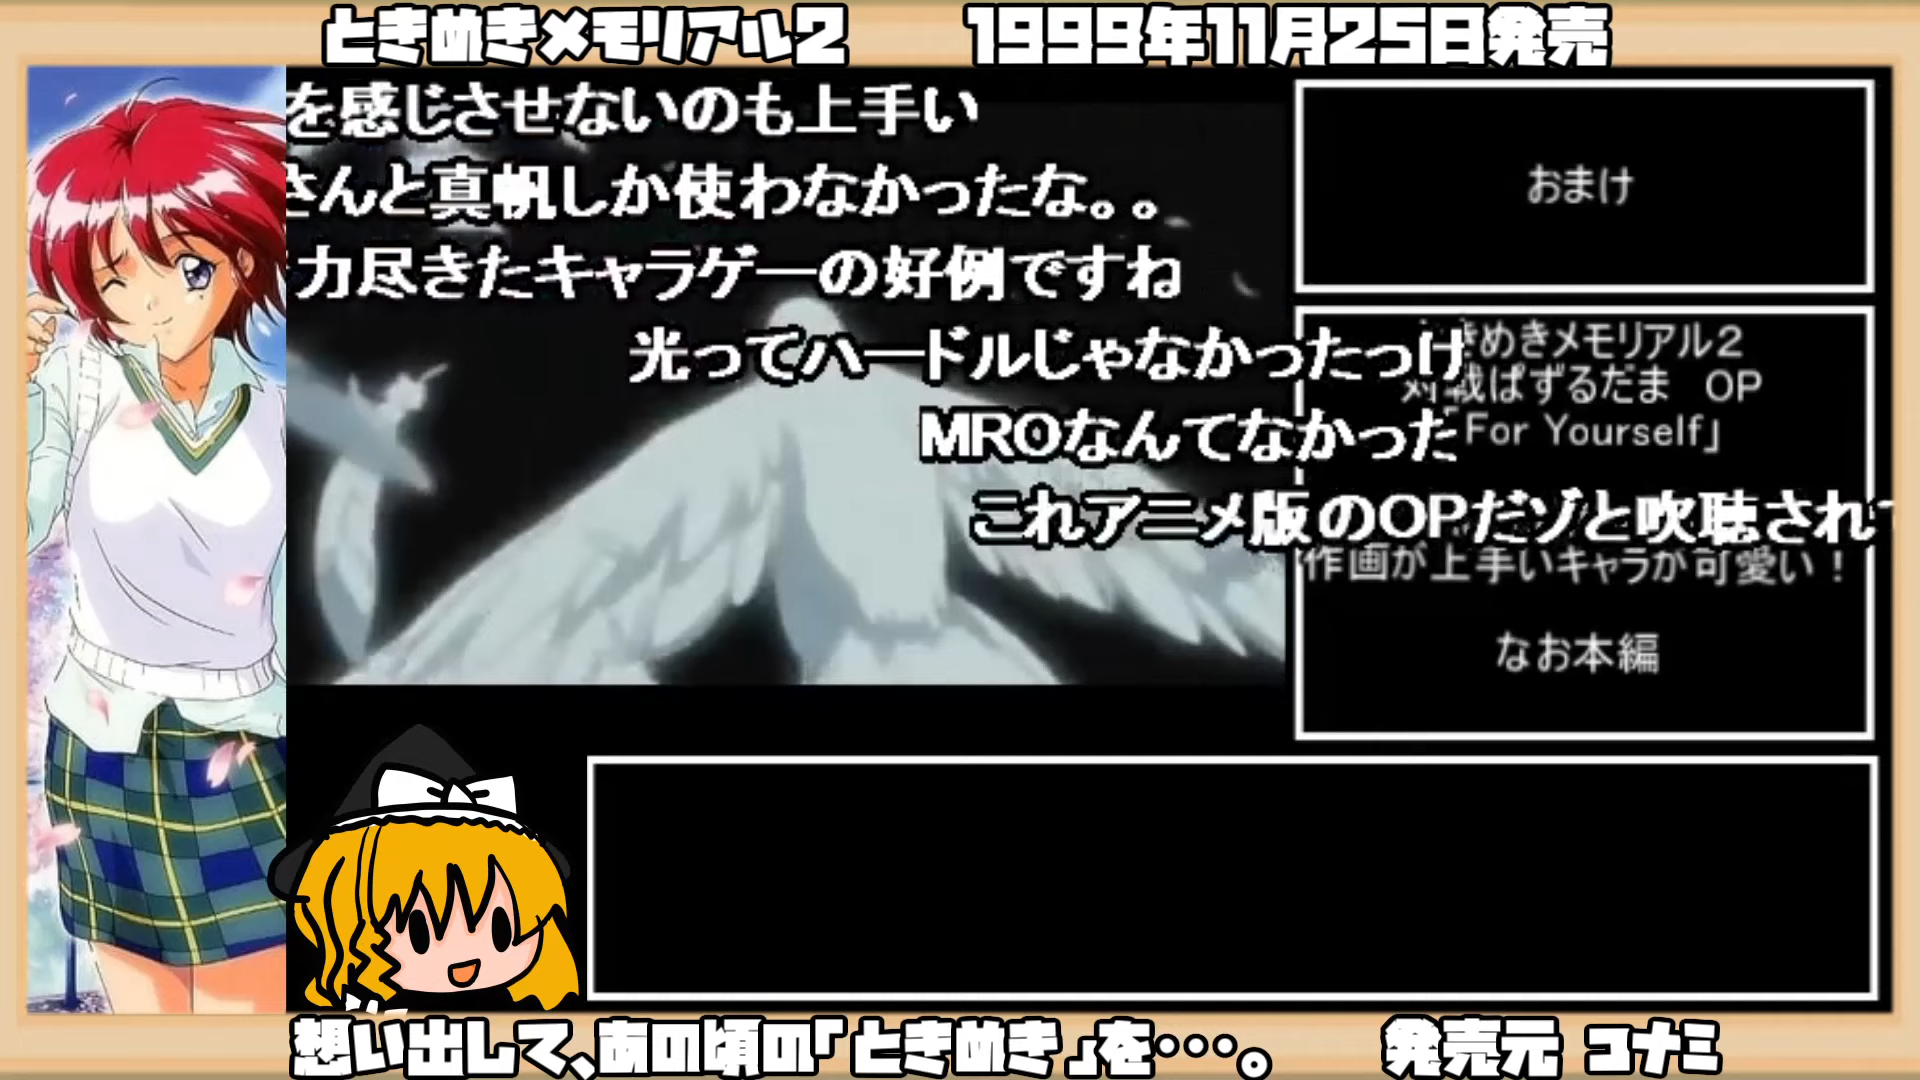 ときめきメモリアル2　1999年11月25日発売
を感じさせないのも上手い
さんと真帆しか使わなかったな。。
力尽きたキャラゲーの好例ですね
光ってハードルじゃなかったっけ
MROなんてなかった
これアニメ版のOPだゾと吹聴され
おまけ
きめきメモリアル2
対戦ぱずるだま　OP
「For Yourself」
作画が上手いキャラが可愛い！
なお本編
想い出して、あの頃の「ときめき」を・・・。　発売元 コナミ